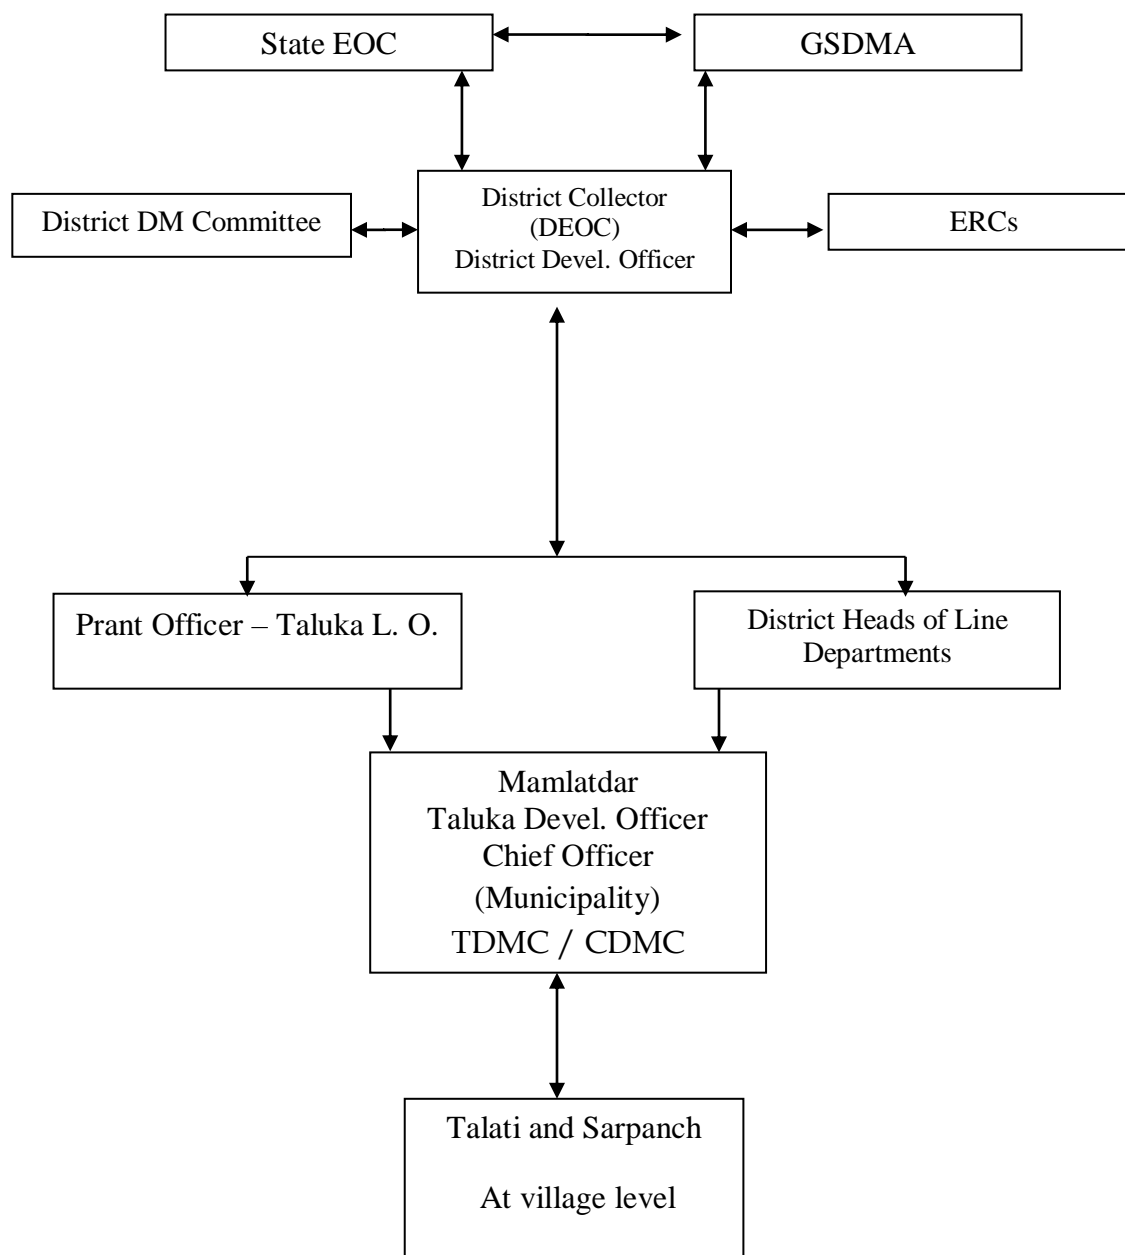 State EOC
GSDMA
District Collector
(DEOC)
District Devel. Officer
District DM Committee
ERCs
Prant Officer – Taluka L. O.
District Heads of Line
Departments
Mamlatdar
Taluka Devel. Officer
Chief Officer
(Municipality)
TDMC / CDMC
Talati and Sarpanch
At village level